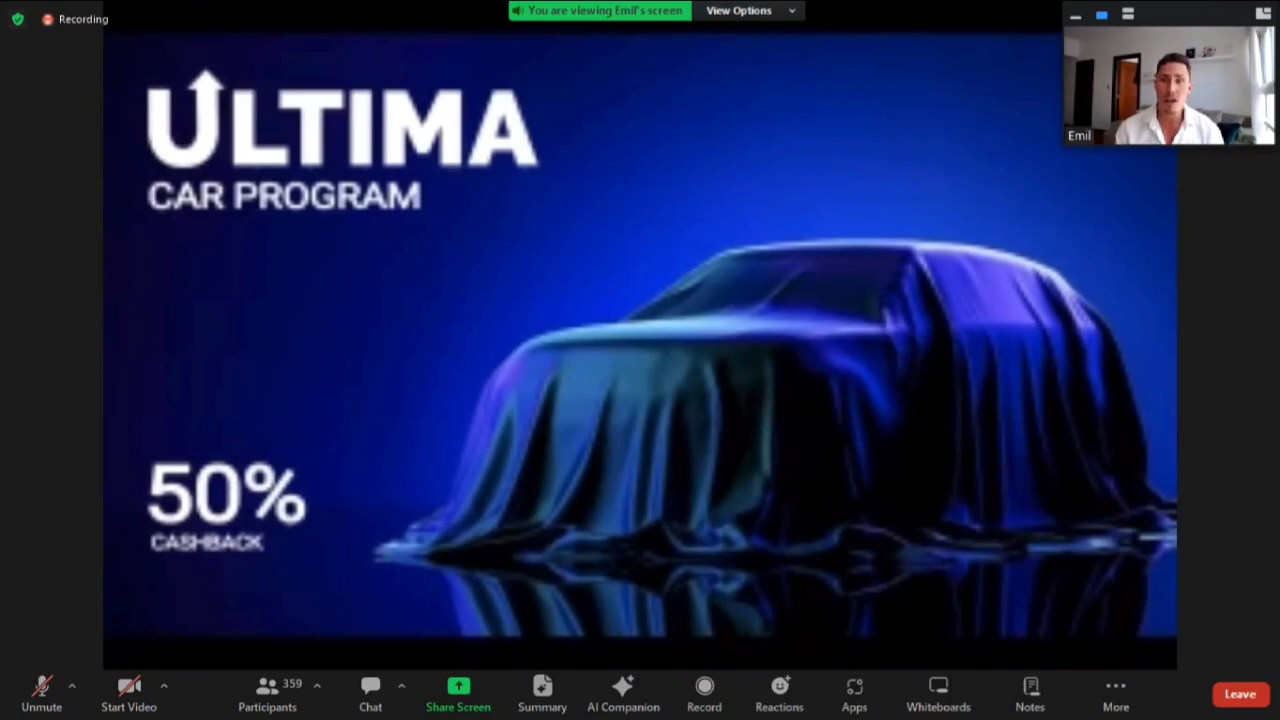 Recording
You are viewing Emil's screen
View Options
Emil
ULTIMA
CAR PROGRAM
50%
CASHBACK
359
Unmute
Start Video
Participants
Chat
Share Screen
Summary
AI Companion
Record
Reactions
Apps
Whiteboards
Notes
More
Leave